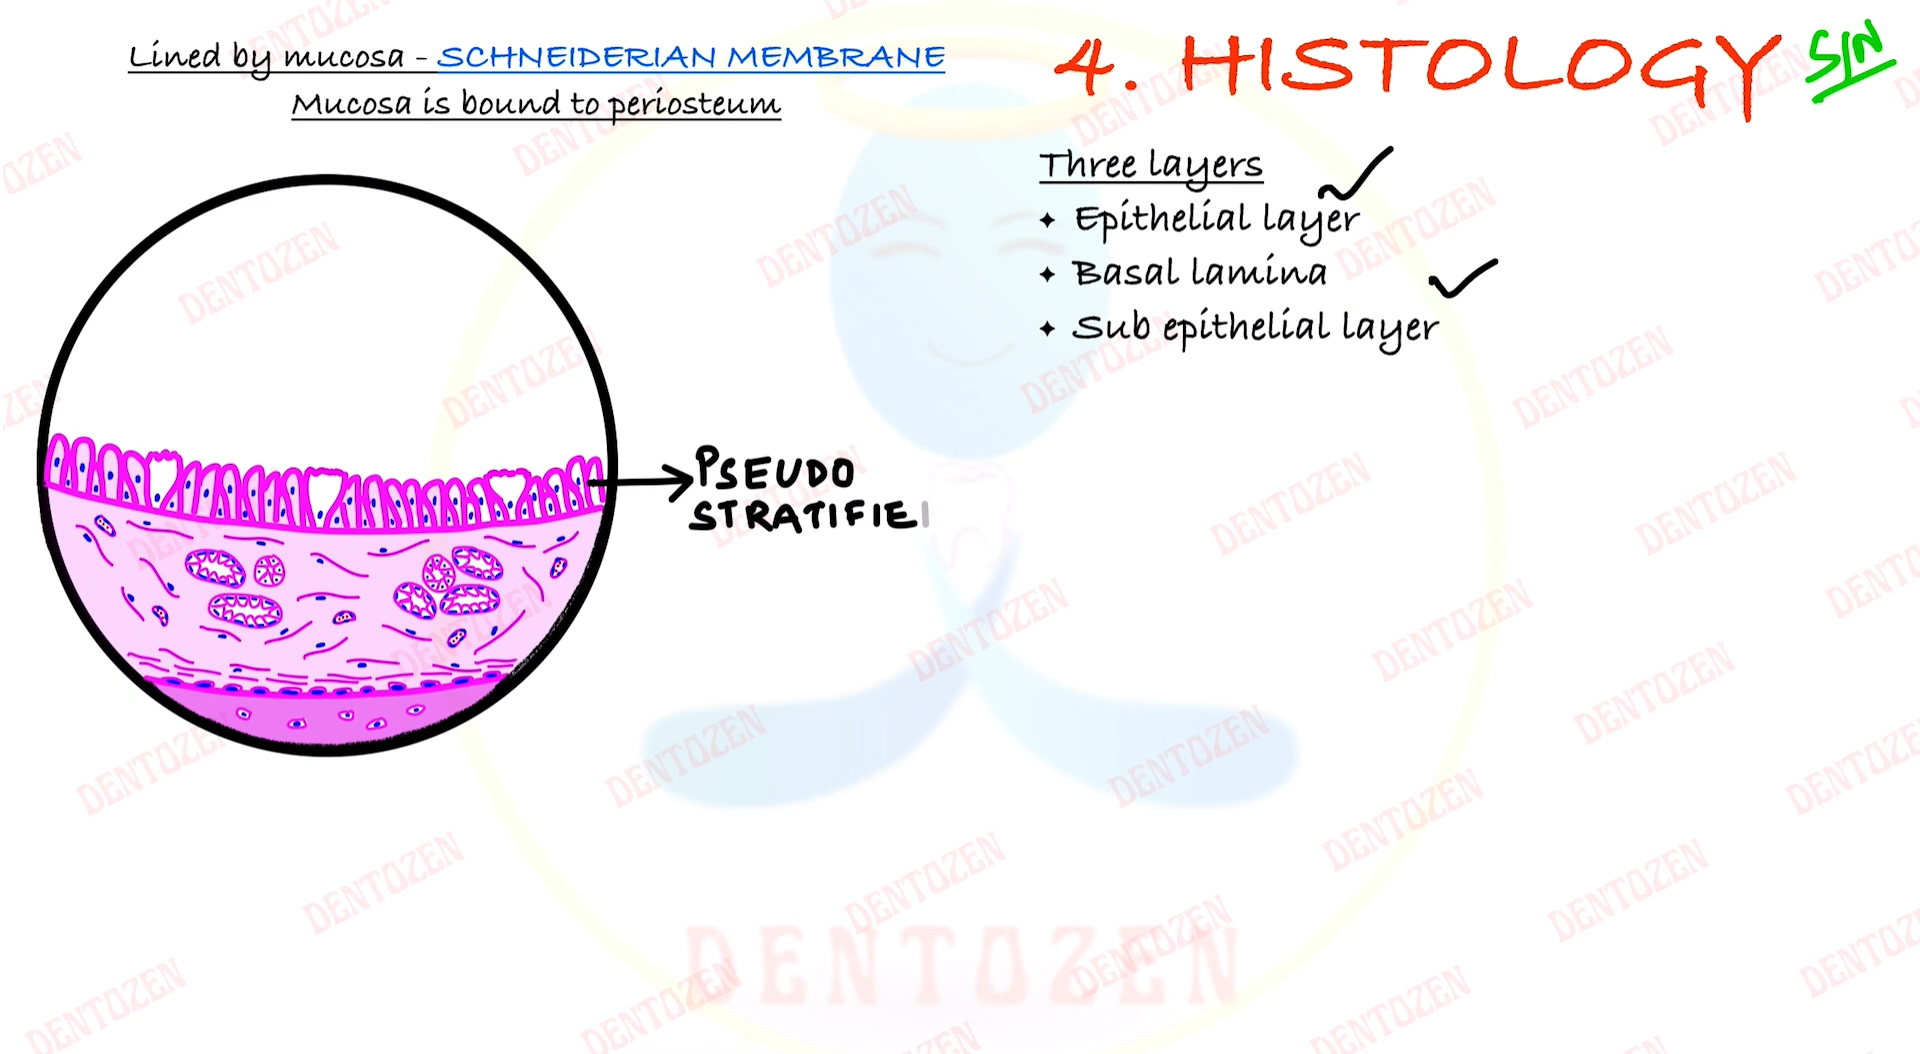 Lined by mucosa - SCHNEIDERIAN MEMBRANE
Mucosa is bound to periosteum
4. HISTOLOGY S/N
Three layers
Epithelial layer
Basal lamina
Sub epithelial layer
PSEUDO
STRATIFIE
DENTOZEN